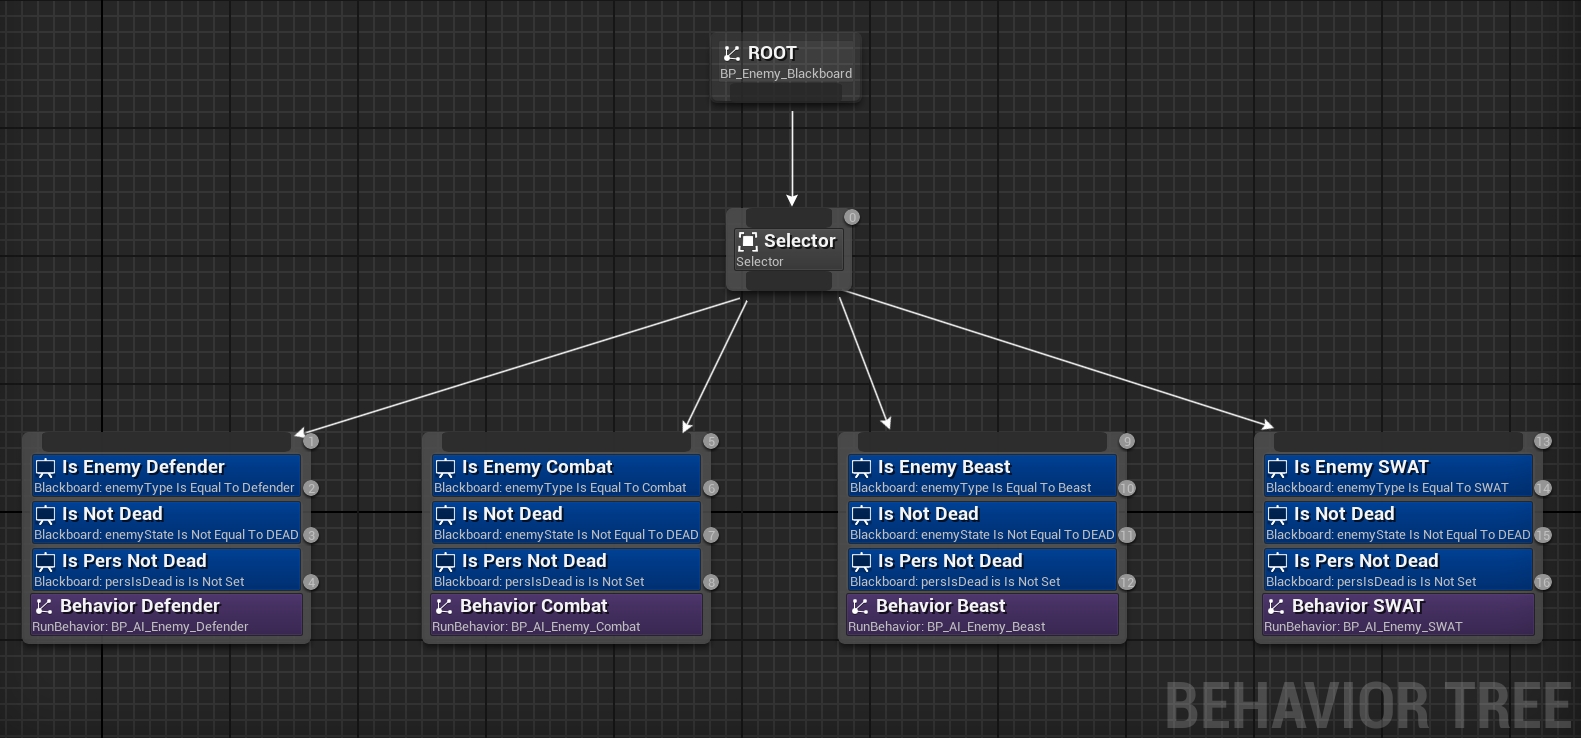 ROOT
BP_Enemy_Blackboard
0
Selector
Selector
1
Is Enemy Defender
Blackboard: enemyType Is Equal To Defender
2
Is Not Dead
Blackboard: enemyState Is Not Equal To DEAD
3
Is Pers Not Dead
Blackboard: persIsDead is Is Not Set
4
Behavior Defender
RunBehavior: BP_AI_Enemy_Defender
5
Is Enemy Combat
Blackboard: enemyType Is Equal To Combat
6
Is Not Dead
Blackboard: enemyState Is Not Equal To DEAD
7
Is Pers Not Dead
Blackboard: persIsDead is Is Not Set
8
Behavior Combat
RunBehavior: BP_AI_Enemy_Combat
9
Is Enemy Beast
Blackboard: enemyType Is Equal To Beast
10
Is Not Dead
Blackboard: enemyState Is Not Equal To DEAD
11
Is Pers Not Dead
Blackboard: persIsDead is Is Not Set
12
Behavior Beast
RunBehavior: BP_AI_Enemy_Beast
13
Is Enemy SWAT
Blackboard: enemyType Is Equal To SWAT
14
Is Not Dead
Blackboard: enemyState Is Not Equal To DEAD
15
Is Pers Not Dead
Blackboard: persIsDead is Is Not Set
16
Behavior SWAT
RunBehavior: BP_AI_Enemy_SWAT
BEHAVIOR TREE